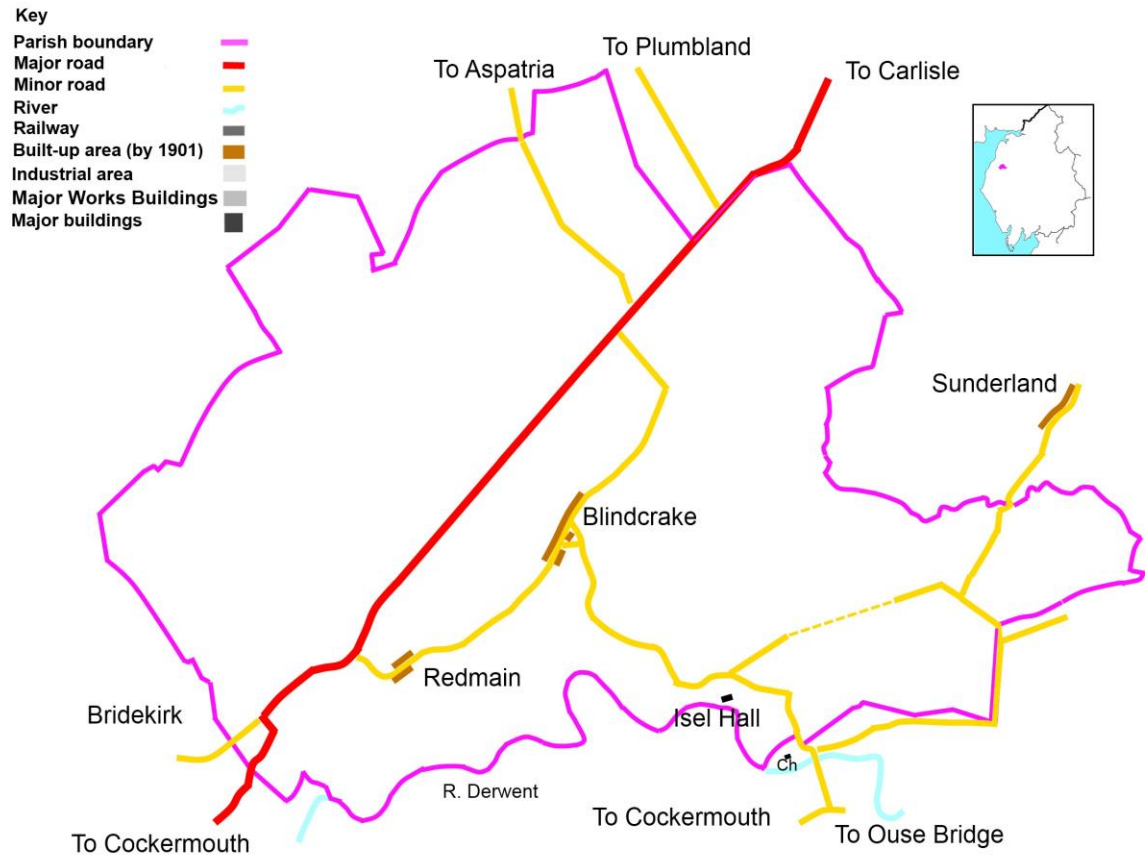 Key
Parish boundary
Major road
Minor road
River
Railway
Built-up area (by 1901)
Industrial area
Major Works Buildings
Major buildings
To Plumbland
To Aspatria
To Carlisle
Sunderland
Blindcrake
Redmain
Isel Hall
Bridekirk
Ch
R. Derwent
To Cockermouth
To Cockermouth
To Ouse Bridge